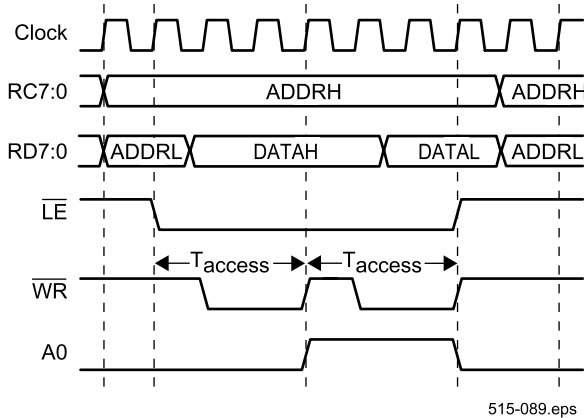 Clock
RC7:0 ADDRH ADDRH
RD7:0 ADDRL DATAH DATAL ADDRL
LE
Taccess Taccess
WR
A0
515-089.eps